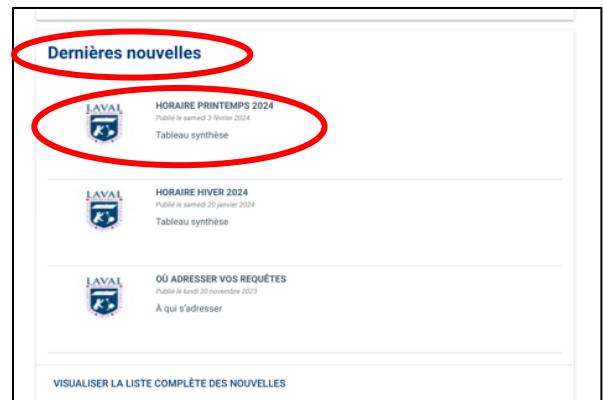 Dernières nouvelles
LAVAL
HORAIRE PRINTEMPS 2024
Publié le samedi 3 février 2024
Tableau synthèse
LAVAL
HORAIRE HIVER 2024
Publié le samedi 20 janvier 2024
Tableau synthèse
LAVAL
OÙ ADRESSER VOS REQUÊTES
Publié le lundi 20 novembre 2023
À qui s'adresser
VISUALISER LA LISTE COMPLÈTE DES NOUVELLES